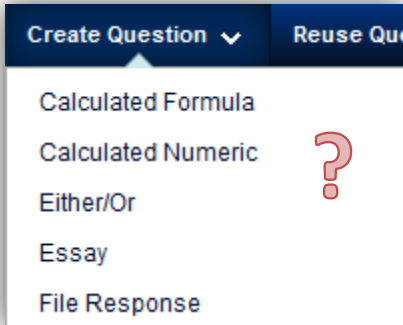 Create Question Reuse Que
Calculated Formula
Calculated Numeric
?
Either/Or
Essay
File Response